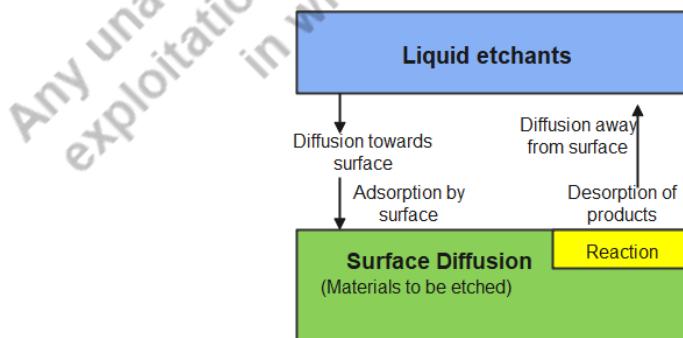 Any una
exploitatio
in w
Liquid etchants
Diffusion towards
surface
Diffusion away
from surface
Adsorption by
surface
Desorption of
products
Surface Diffusion
(Materials to be etched)
Reaction